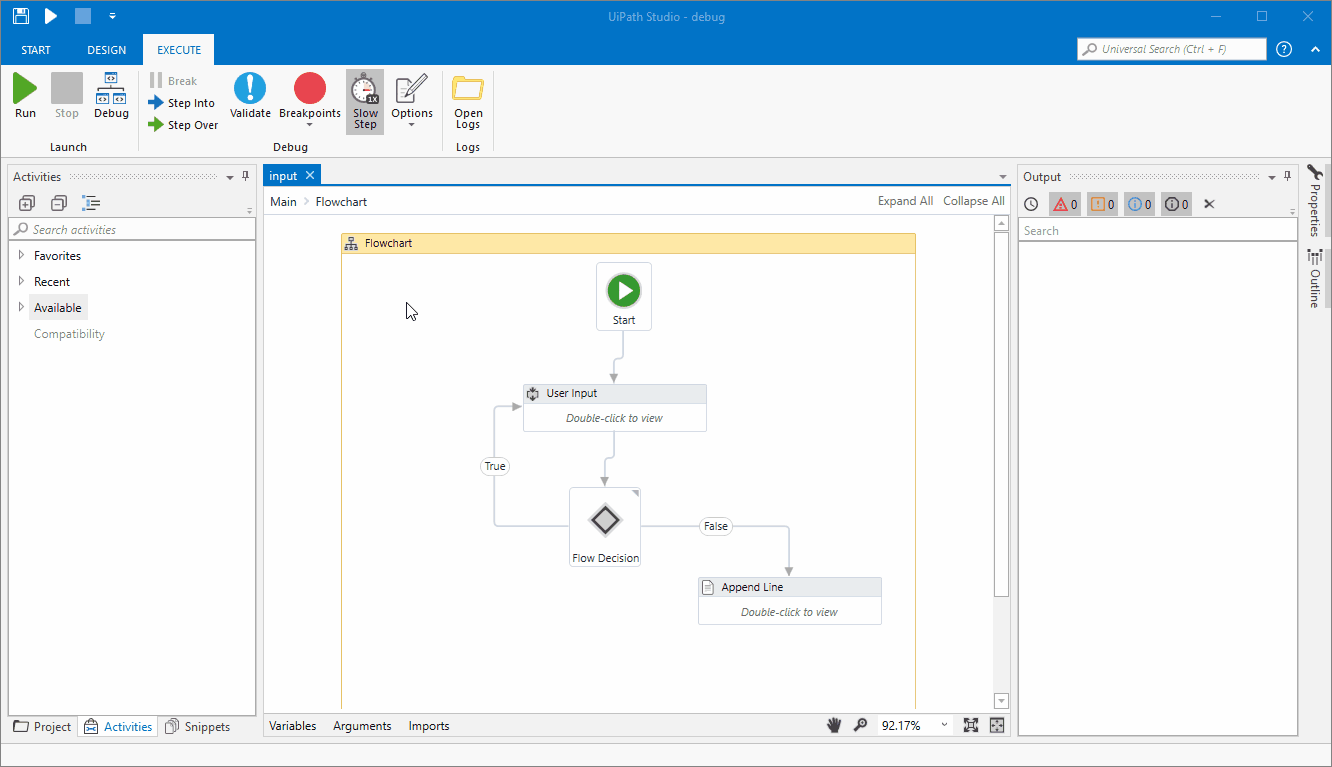 UiPath Studio - debug
START DESIGN EXECUTE
Universal Search (Ctrl + F) ?
Run Stop Debug
Launch
Break
Step Into
Step Over
Validate Breakpoints Slow Step Options
1X
Debug
Open Logs
Logs
Activities
Search activities
Favorites
Recent
Available
Compatibility
Project Activities Snippets
input
Main Flowchart
Expand All Collapse All
Flowchart
Start
User Input
Double-click to view
True
Flow Decision
False
Append Line
Double-click to view
Variables Arguments Imports
92.17%
Output
0 0 0 0
Search
Properties
Outline